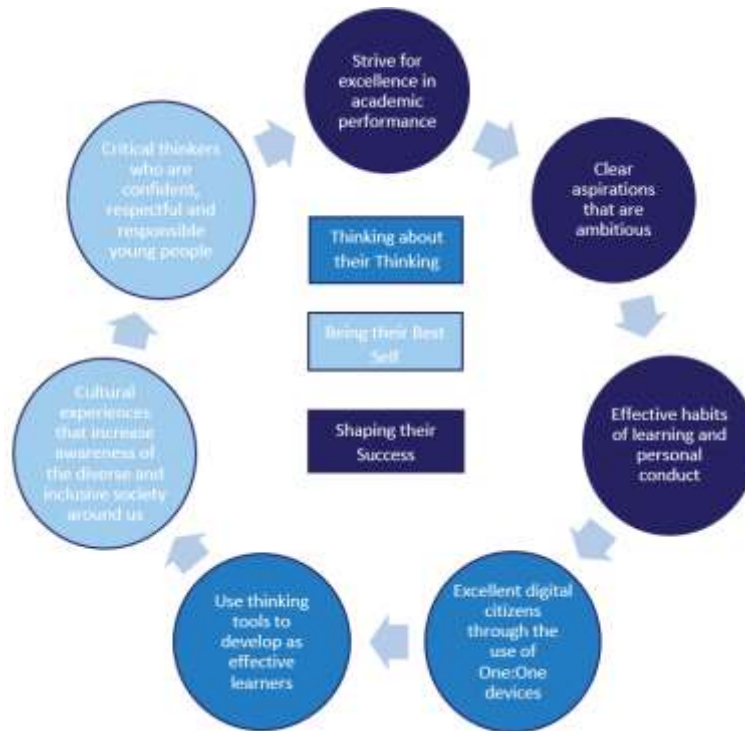 Strive for
excellence in
academic
performance
Clear
aspirations
that are
ambitious
Effective habits
of learning and
personal
conduct
Excellent digital
citizens
through the
use of
One:One
devices
Use thinking
tools to
develop as
effective
learners
Cultural
experiences
that increase
awareness of
the diverse and
inclusive society
around us
Critical thinkers
who are
confident,
respectful and
responsible
young people
Thinking about
their Thinking
Being their Best
Self
Shaping their
Success